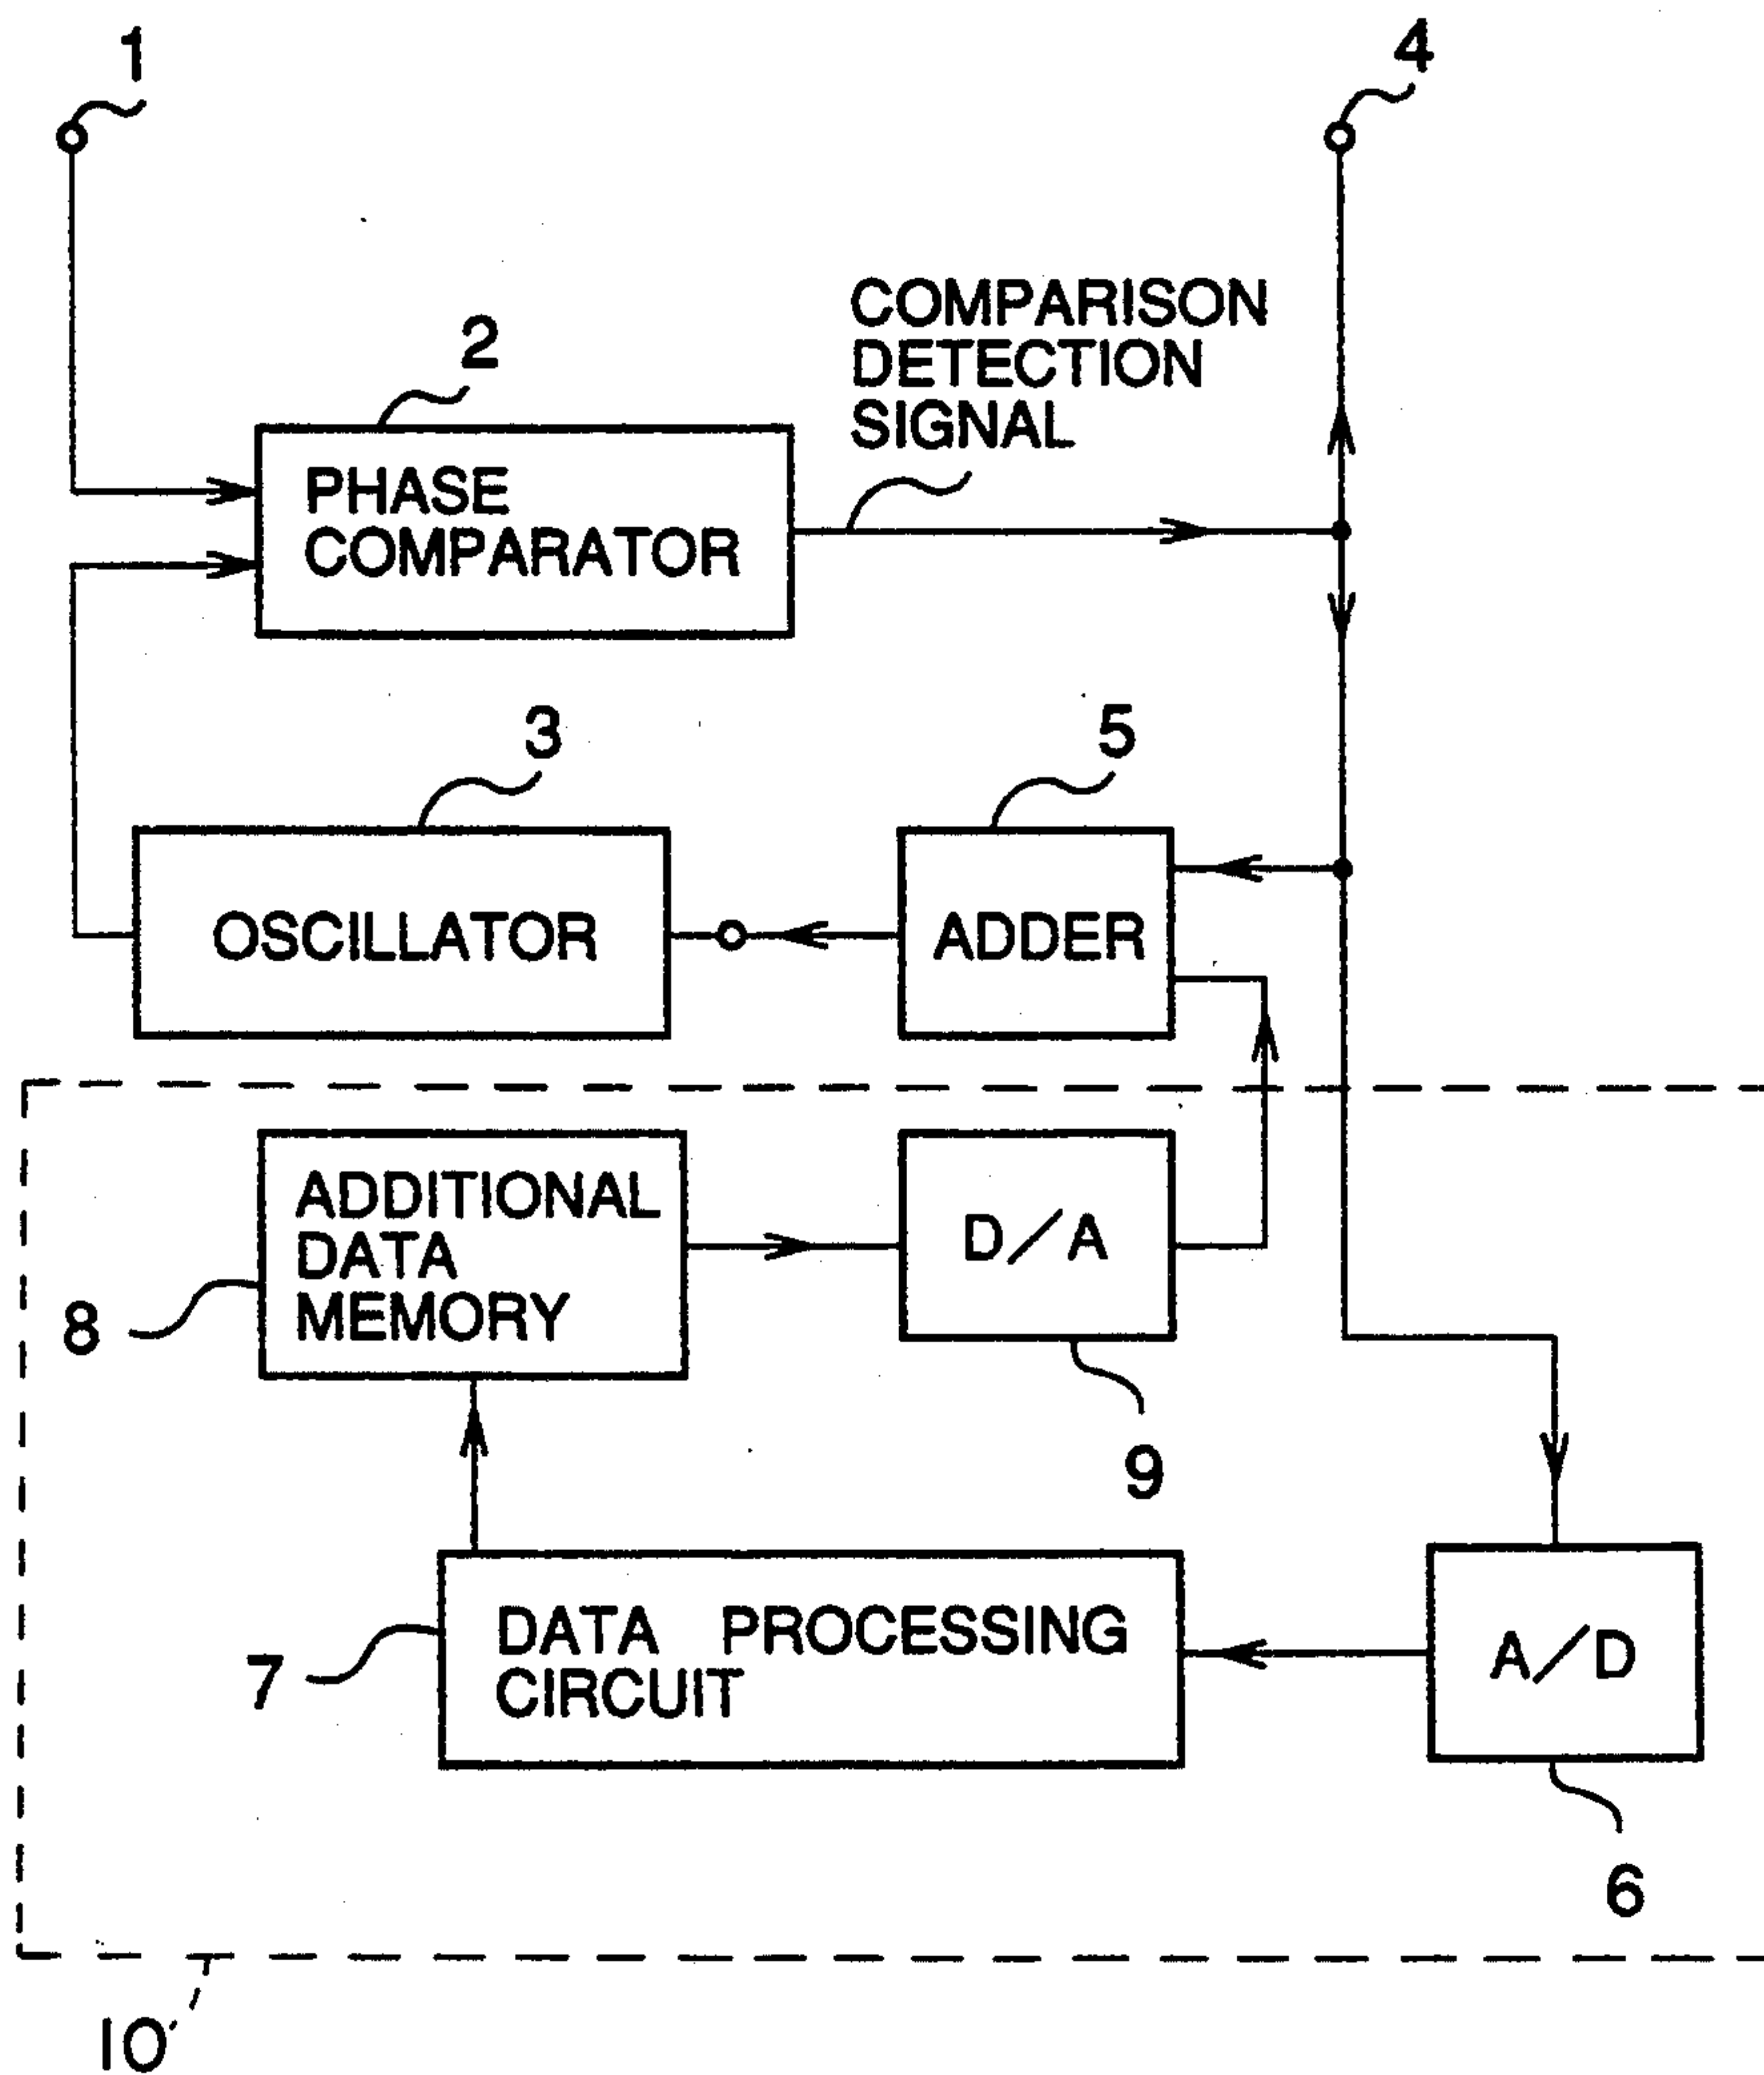 1
4
2
COMPARISON
DETECTION
SIGNAL
PHASE
COMPARATOR
3
5
OSCILLATOR
ADDER
ADDITIONAL
DATA
MEMORY
D/A
8
9
DATA PROCESSING
CIRCUIT
A/D
7
6
10